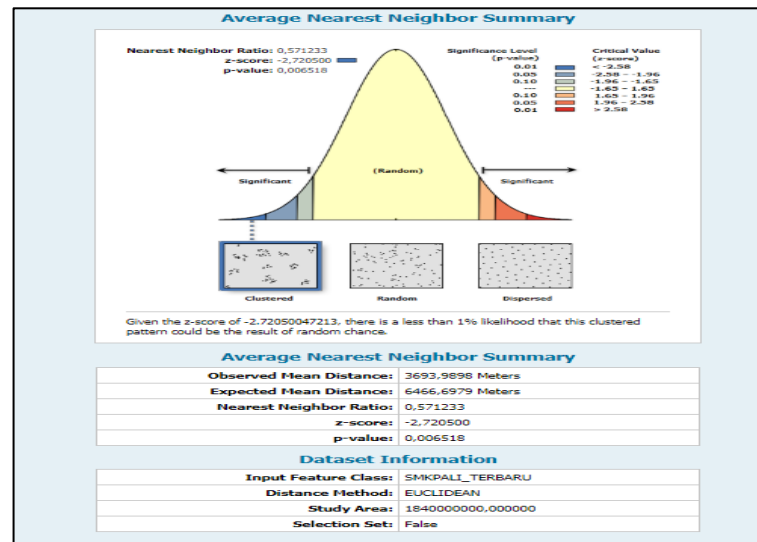 Average Nearest Neighbor Summary
Nearest Neighbor Ratio: 0,571233
z-score: -2,720500
p-value: 0,006518
Significance Level (p-value)
Critical Value (z-score)
0.01 < -2.58
0.05 -2.58 - -1.96
0.10 -1.96 - -1.65
--- -1.65 - 1.65
0.10 1.65 - 1.96
0.05 1.96 - 2.58
0.01 > 2.58
Significant
(Random)
Significant
Clustered
Random
Dispersed
Given the z-score of -2.72050047213, there is a less than 1% likelihood that this clustered
pattern could be the result of random chance.
Average Nearest Neighbor Summary
Observed Mean Distance: 3693,9898 Meters
Expected Mean Distance: 6466,6979 Meters
Nearest Neighbor Ratio: 0,571233
z-score: -2,720500
p-value: 0,006518
Dataset Information
Input Feature Class: SMKPALI_TERBARU
Distance Method: EUCLIDEAN
Study Area: 1840000000,000000
Selection Set: False